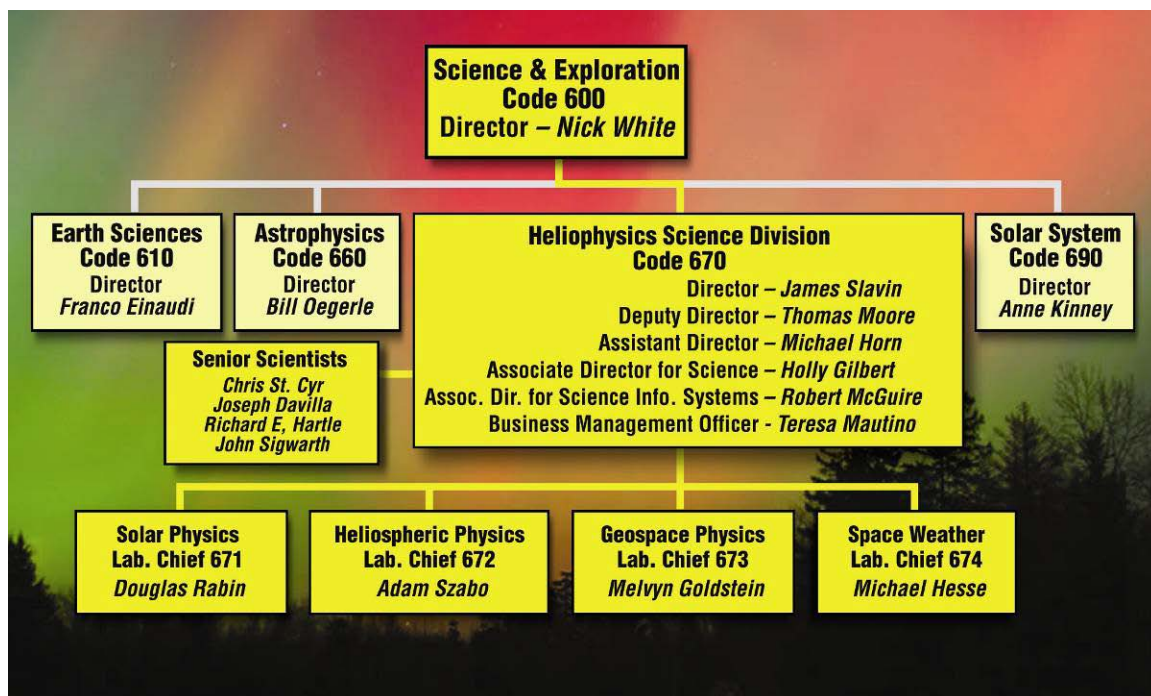 Science & Exploration
Code 600
Director – Nick White
Earth Sciences
Code 610
Director
Franco Einaudi
Astrophysics
Code 660
Director
Bill Oegerle
Heliophysics Science Division
Code 670
Director – James Slavin
Deputy Director – Thomas Moore
Assistant Director – Michael Horn
Associate Director for Science – Holly Gilbert
Assoc. Dir. for Science Info. Systems – Robert McGuire
Business Management Officer - Teresa Mautino
Solar System
Code 690
Director
Anne Kinney
Senior Scientists
Chris St. Cyr
Joseph Davilla
Richard E, Hartle
John Sigwarth
Solar Physics
Lab. Chief 671
Douglas Rabin
Heliospheric Physics
Lab. Chief 672
Adam Szabo
Geospace Physics
Lab. Chief 673
Melvyn Goldstein
Space Weather
Lab. Chief 674
Michael Hesse